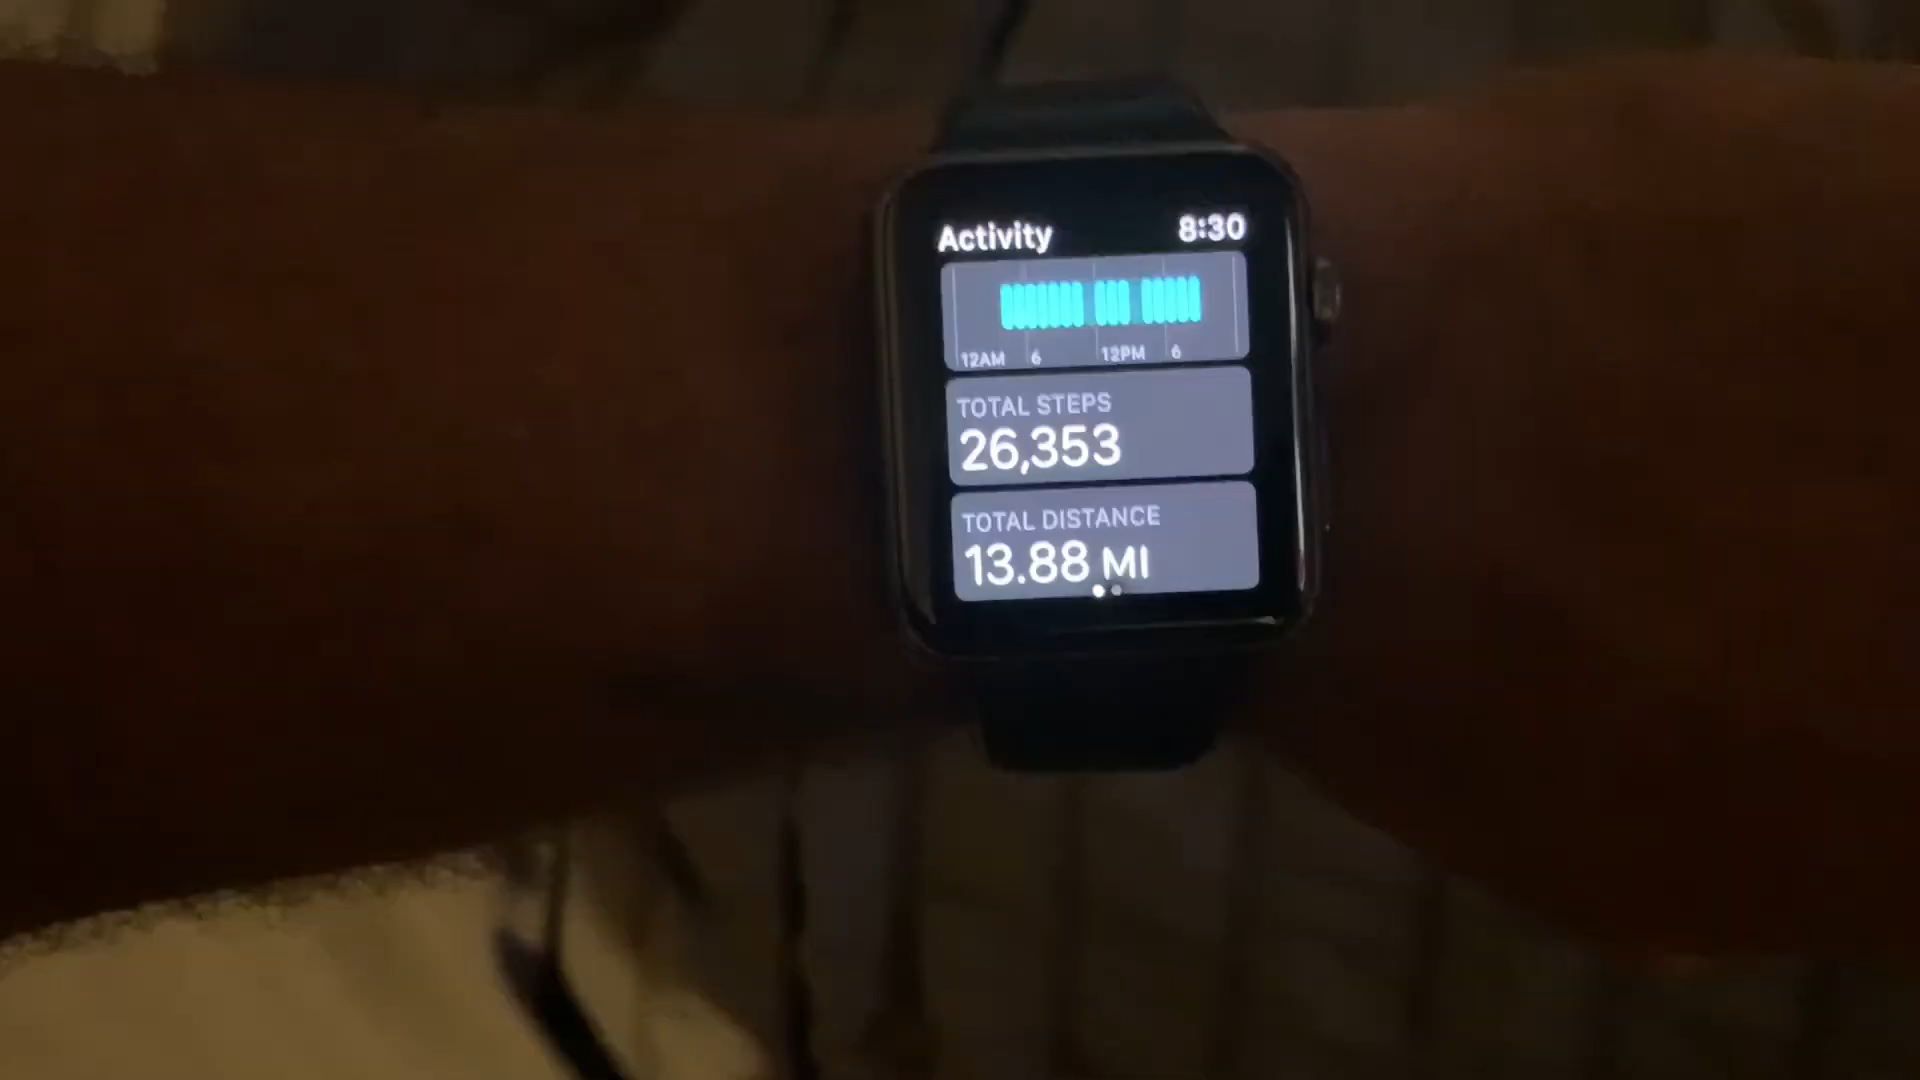 Activity 8:30
12AM 6 12PM 6
TOTAL STEPS
26,353
TOTAL DISTANCE
13.88 MI